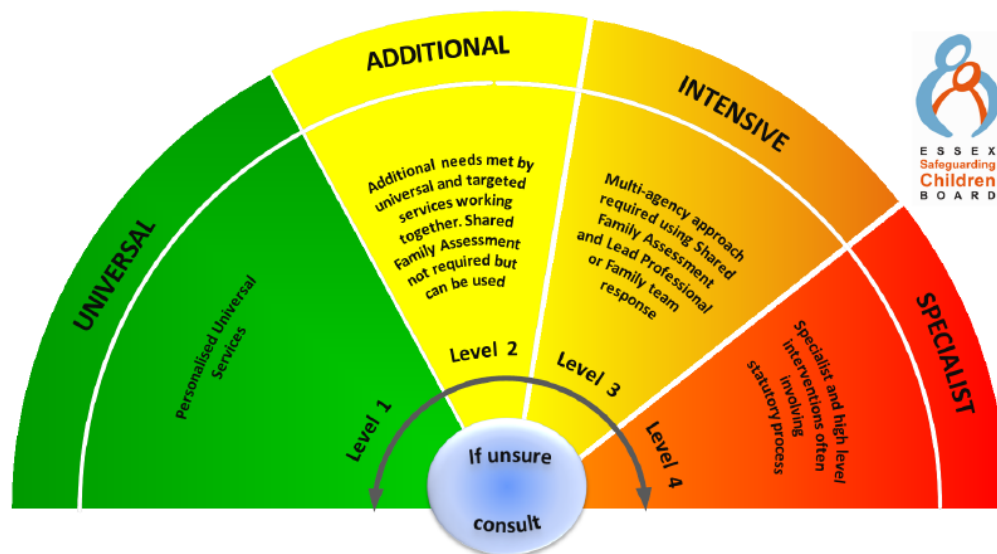 UNIVERSAL
ADDITIONAL
INTENSIVE
SPECIALIST
ESSEX
Safeguarding
Children
BOARD
Personalised Universal
Services
Additional needs met by
universal and targeted
services working
together. Shared
Family Assessment
not required but
can be used
Multi-agency approach
required using Shared
Family Assessment
and Lead Professional
or Family team
response
Specialist and high level
interventions often
involving
statutory process
Level 1
Level 2
Level 3
Level 4
If unsure
consult